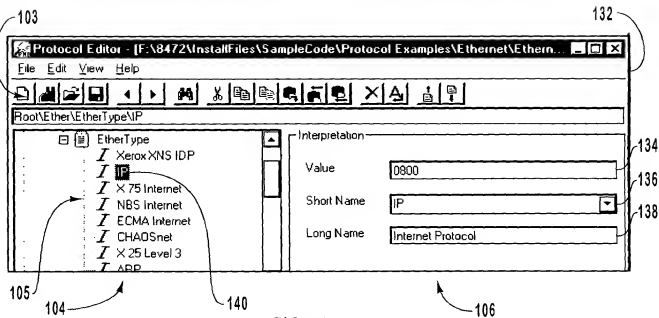 103
132
Protocol Editor - [F:\8472\InstallFiles\SampleCode\Protocol Examples\Ethernet\Ethern...
File Edit View Help
Root\Ether\EtherType\IP
EtherType
Xerox XNS IDP
IP
X 75 Internet
NBS Internet
ECMA Internet
CHAOSnet
X 25 Level 3
ARP
Interpretation
Value
0800
134
Short Name
IP
136
Long Name
Internet Protocol
138
105
104
140
106